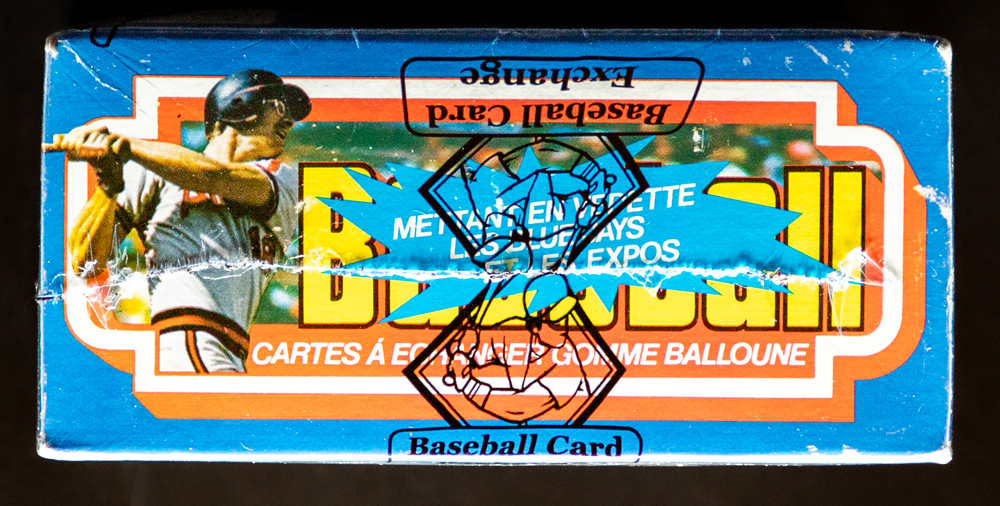 Exchange
Baseball Card
Baseball
METTANT EN VEDETTE
LES BLUE JAYS
ET LES EXPOS
CARTES Á ECHANGER GOMME BALLOUNE
Baseball Card